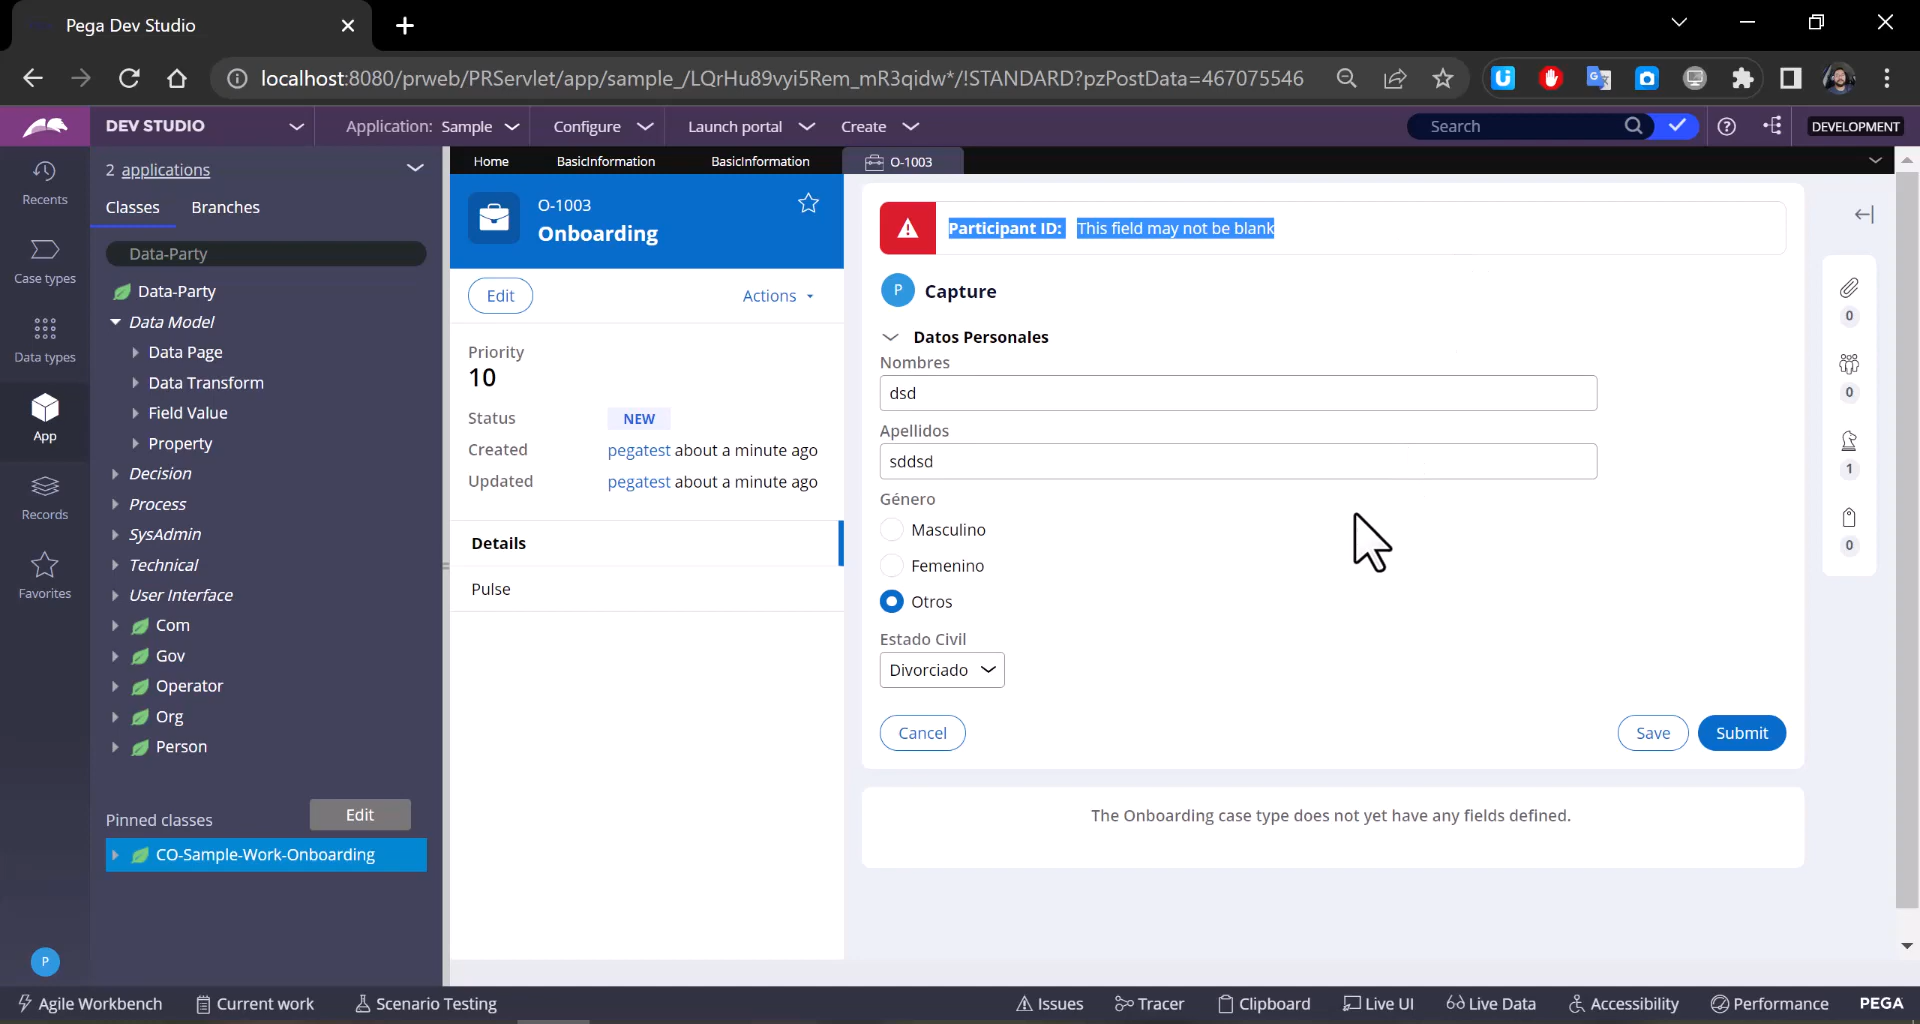 Pega Dev Studio
localhost:8080/prweb/PRServlet/app/sample_/LQrHu89vyi5Rem_mR3qidw*/!STANDARD?pzPostData=467075546
DEV STUDIO
Application: Sample
Configure
Launch portal
Create
Search
DEVELOPMENT
Recents
Case types
Data types
App
Records
Favorites
P
2 applications
Classes
Branches
Data-Party
Data-Party
Data Model
Data Page
Data Transform
Field Value
Property
Decision
Process
SysAdmin
Technical
User Interface
Com
Gov
Operator
Org
Person
Pinned classes
Edit
CO-Sample-Work-Onboarding
Home
BasicInformation
BasicInformation
O-1003
O-1003
Onboarding
Edit
Actions
Priority
10
Status NEW
Created pegatest about a minute ago
Updated pegatest about a minute ago
Details
Pulse
Participant ID: This field may not be blank
P Capture
Datos Personales
Nombres
dsd
Apellidos
sddsd
Género
Masculino
Femenino
Otros
Estado Civil
Divorciado
Cancel
Save
Submit
The Onboarding case type does not yet have any fields defined.
0
0
1
0
Agile Workbench
Current work
Scenario Testing
Issues
Tracer
Clipboard
Live UI
Live Data
Accessibility
Performance
PEGA